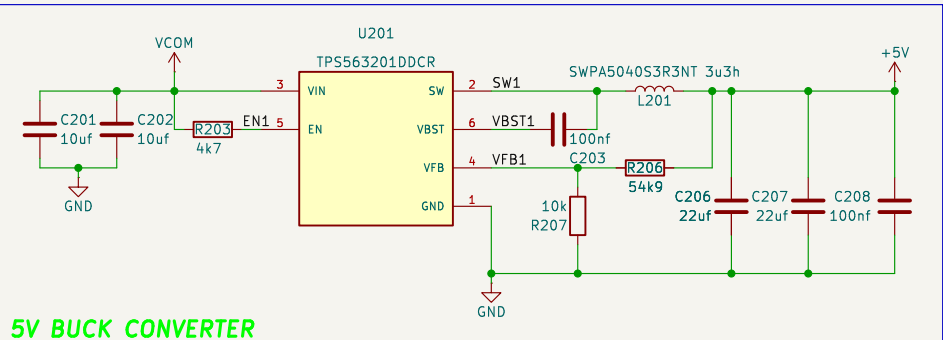 U201
VCOM
TPS563201DDCR
SWPA5040S3R3NT 3u3h
+5V
3 VIN SW 2 SW1
L201
C201 10uf
C202 10uf
R203 4k7
EN1 5 EN VBST 6 VBST1
100nf
C203
VFB 4 VFB1
R206
54k9
GND
GND 1
10k
R207
C206 22uf
C207 22uf
C208 100nf
GND
5V BUCK CONVERTER